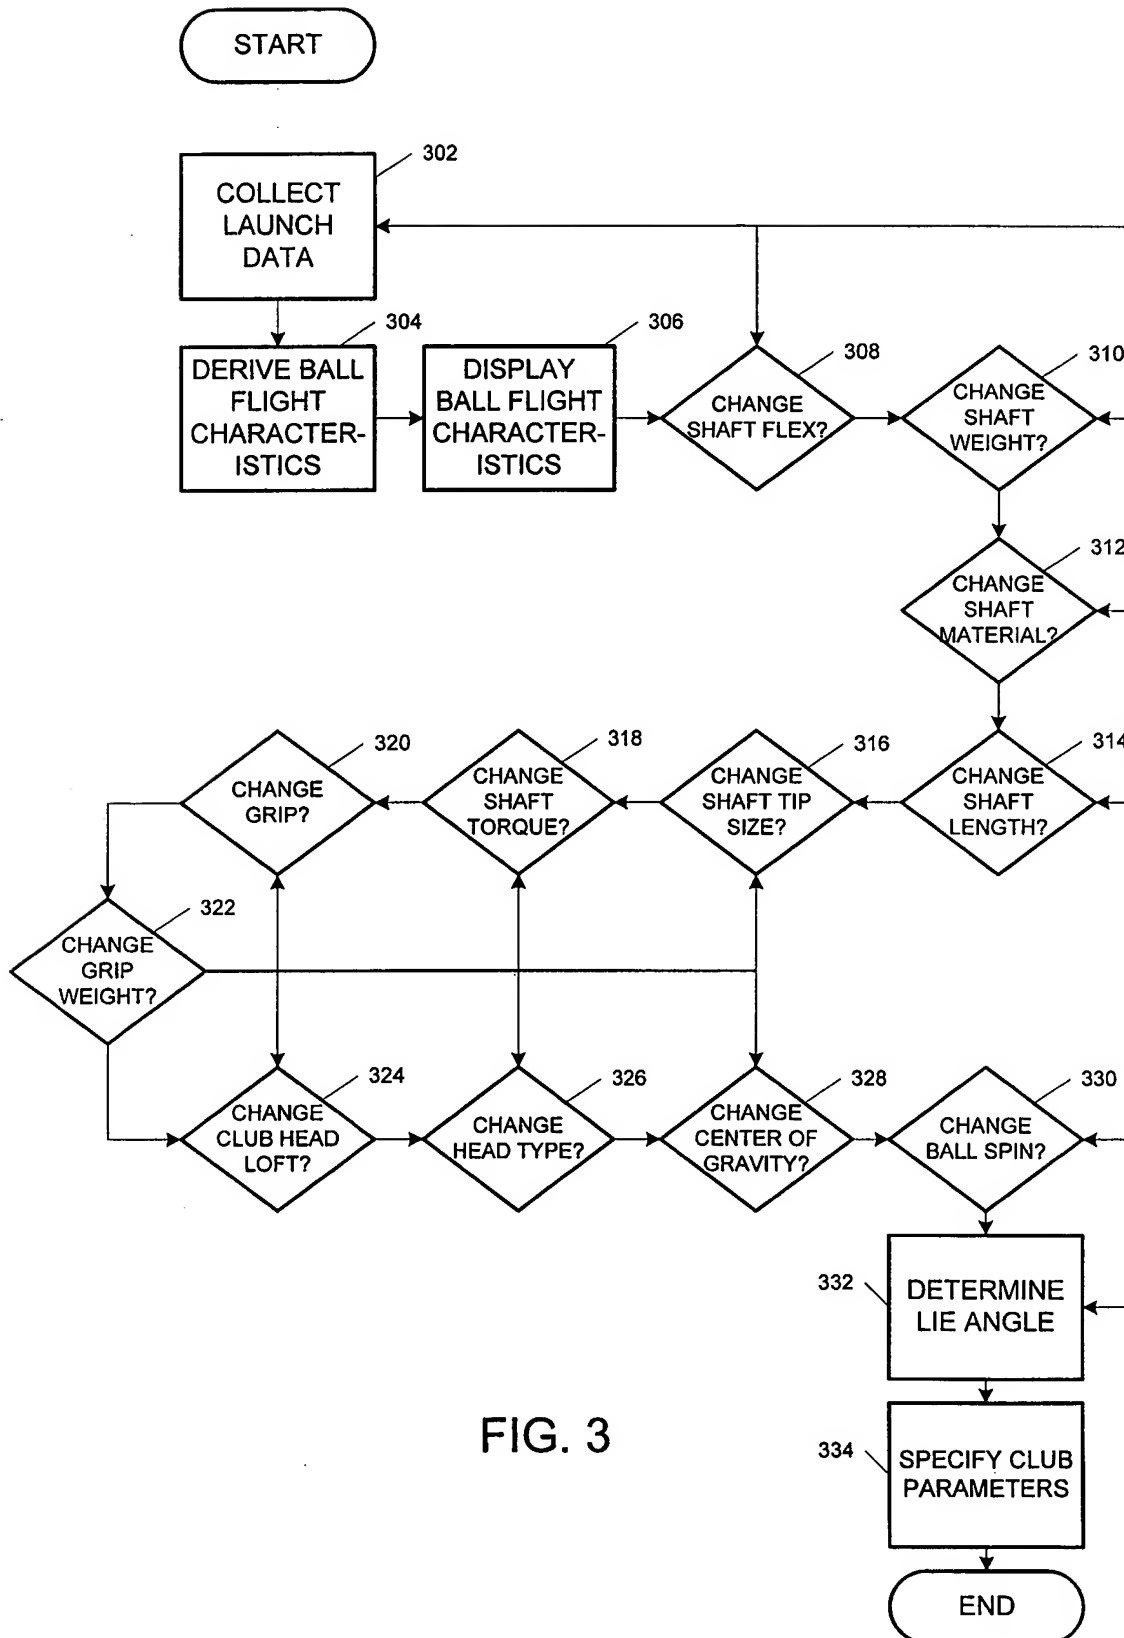 START
302
COLLECT
LAUNCH
DATA
304
DERIVE BALL
FLIGHT
CHARACTER-
ISTICS
306
DISPLAY
BALL FLIGHT
CHARACTER-
ISTICS
308
CHANGE
SHAFT FLEX?
310
CHANGE
SHAFT
WEIGHT?
312
CHANGE
SHAFT
MATERIAL?
314
CHANGE
SHAFT
LENGTH?
316
CHANGE
SHAFT TIP
SIZE?
318
CHANGE
SHAFT
TORQUE?
320
CHANGE
GRIP?
322
CHANGE
GRIP
WEIGHT?
324
CHANGE
CLUB HEAD
LOFT?
326
CHANGE
HEAD TYPE?
328
CHANGE
CENTER OF
GRAVITY?
330
CHANGE
BALL SPIN?
332
DETERMINE
LIE ANGLE
334
SPECIFY CLUB
PARAMETERS
END
FIG. 3